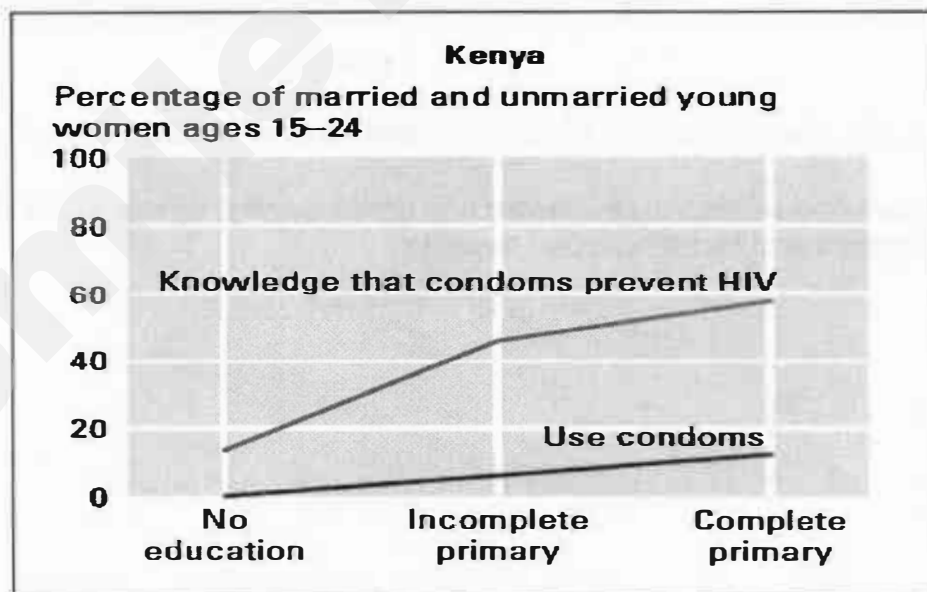 Kenya
Percentage of married and unmarried young
women ages 15–24
100
80
Knowledge that condoms prevent HIV
60
40
20
Use condoms
0
No education
Incomplete primary
Complete primary